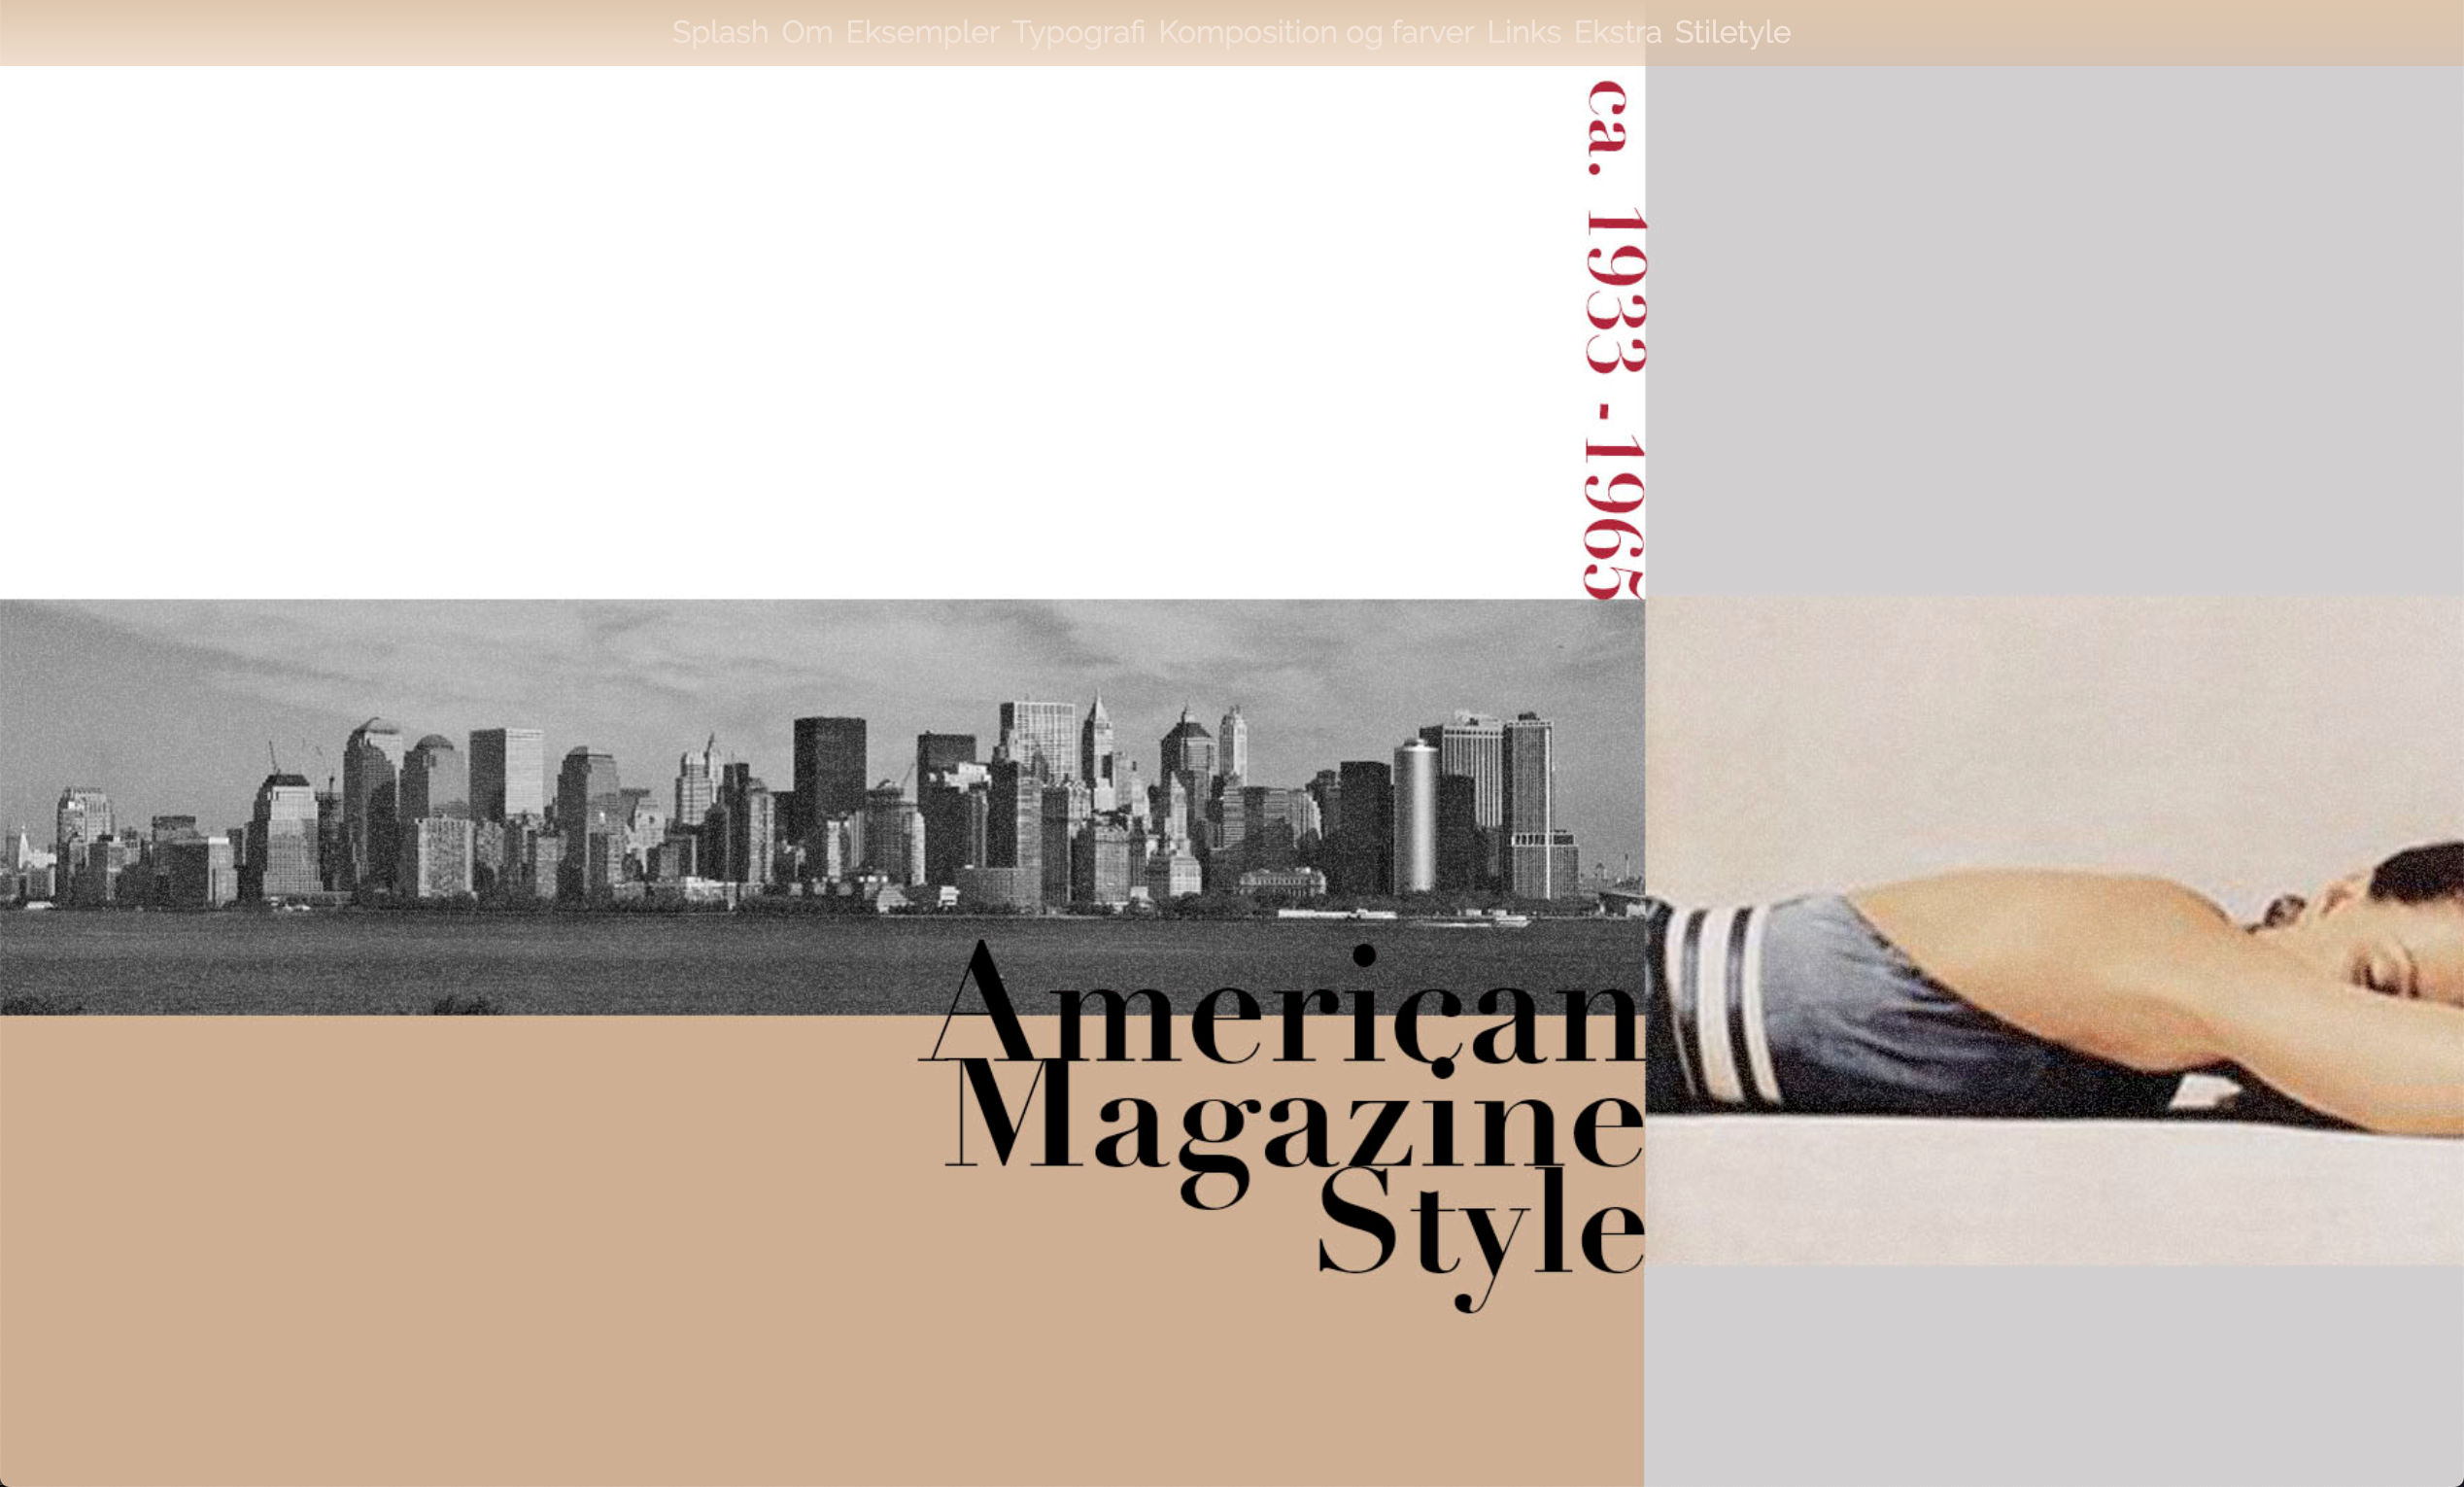 Splash Om Eksempler Typografi Komposition og farver Links Ekstra Stiletyle
ca. 1933 - 1965
American
Magazine
Style